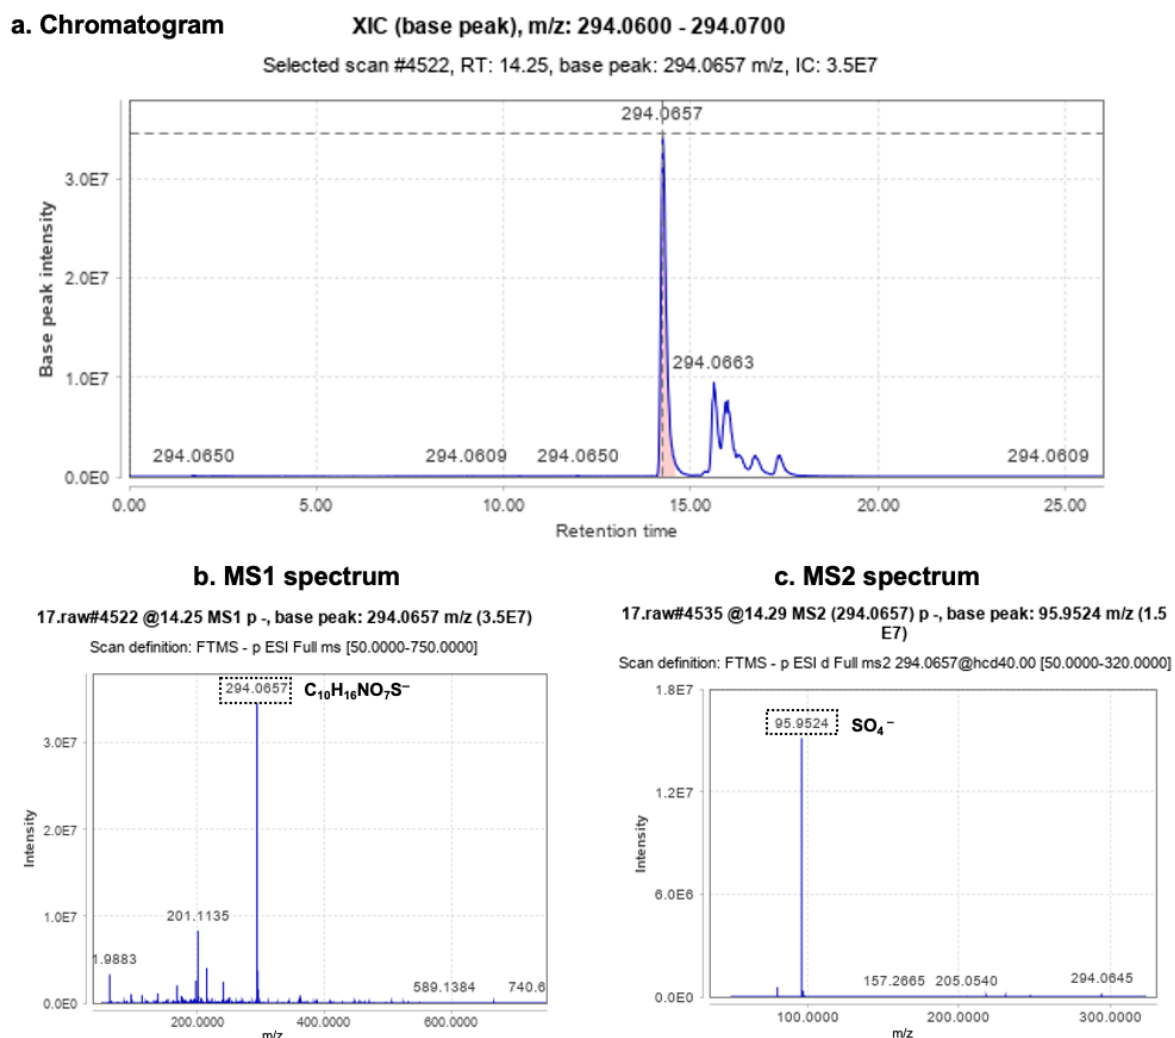 a. Chromatogram
XIC (base peak), m/z: 294.0600 - 294.0700
Selected scan #4522, RT: 14.25, base peak: 294.0657 m/z, IC: 3.5E7
294.0657
3.0E7
2.0E7
294.0663
1.0E7
294.0650 294.0609 294.0650 294.0609
0.0E0
0.00 5.00 10.00 15.00 20.00 25.00
Base peak intensity
Retention time
b. MS1 spectrum
17.raw#4522 @14.25 MS1 p -, base peak: 294.0657 m/z (3.5E7)
Scan definition: FTMS - p ESI Full ms [50.0000-750.0000]
294.0657 C₁₀H₁₆NO₇S⁻
3.0E7
2.0E7
1.0E7
201.1135
1.9883
589.1384 740.6
0.0E0
200.0000 400.0000 600.0000
Intensity
m/z
c. MS2 spectrum
17.raw#4535 @14.29 MS2 (294.0657) p -, base peak: 95.9524 m/z (1.5
E7)
Scan definition: FTMS - p ESI d Full ms2 294.0657@hcd40.00 [50.0000-320.0000]
1.8E7
95.9524 SO₄⁻
1.2E7
6.0E6
157.2665 205.0540 294.0645
0.0E0
100.0000 200.0000 300.0000
Intensity
m/z